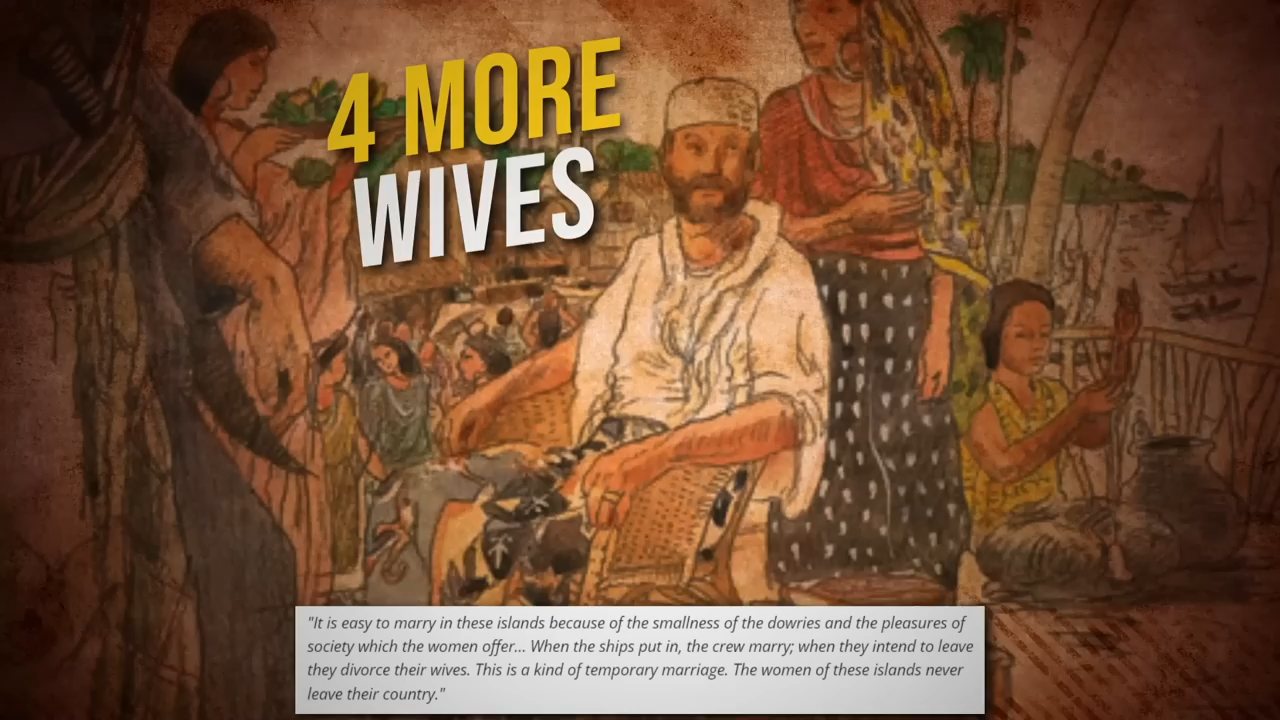 4 MORE
WIVES
"It is easy to marry in these islands because of the smallness of the dowries and the pleasures of
society which the women offer... When the ships put in, the crew marry; when they intend to leave
they divorce their wives. This is a kind of temporary marriage. The women of these islands never
leave their country."